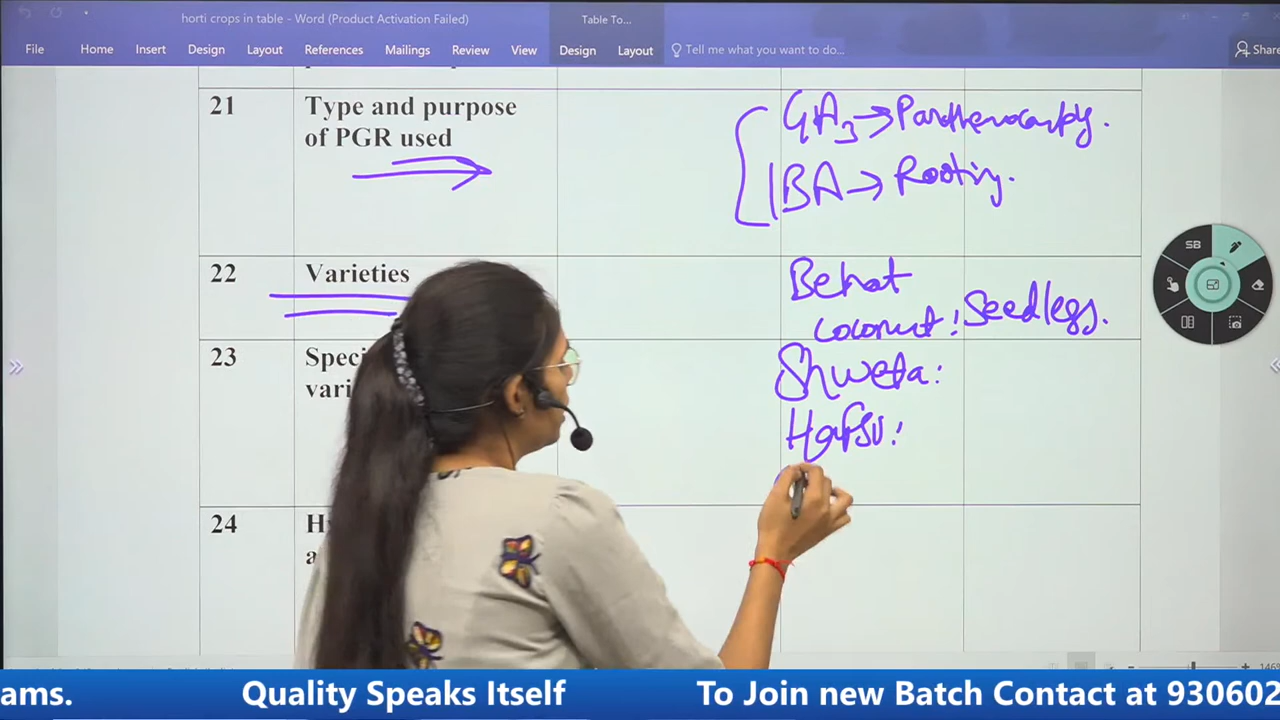 horti crops in table - Word (Product Activation Failed)
Table To...
File Home Insert Design Layout References Mailings Review View Design Layout Tell me what you want to do... Share
21 Type and purpose of PGR used
GA3 → Parthenocarpy.
IBA → Rooting.
22 Varieties
Behat coconut: Seedless.
23 Speci
vari
Shweta:
Hafsi:
24 H
a
SB
146
ams. Quality Speaks Itself To Join new Batch Contact at 930602